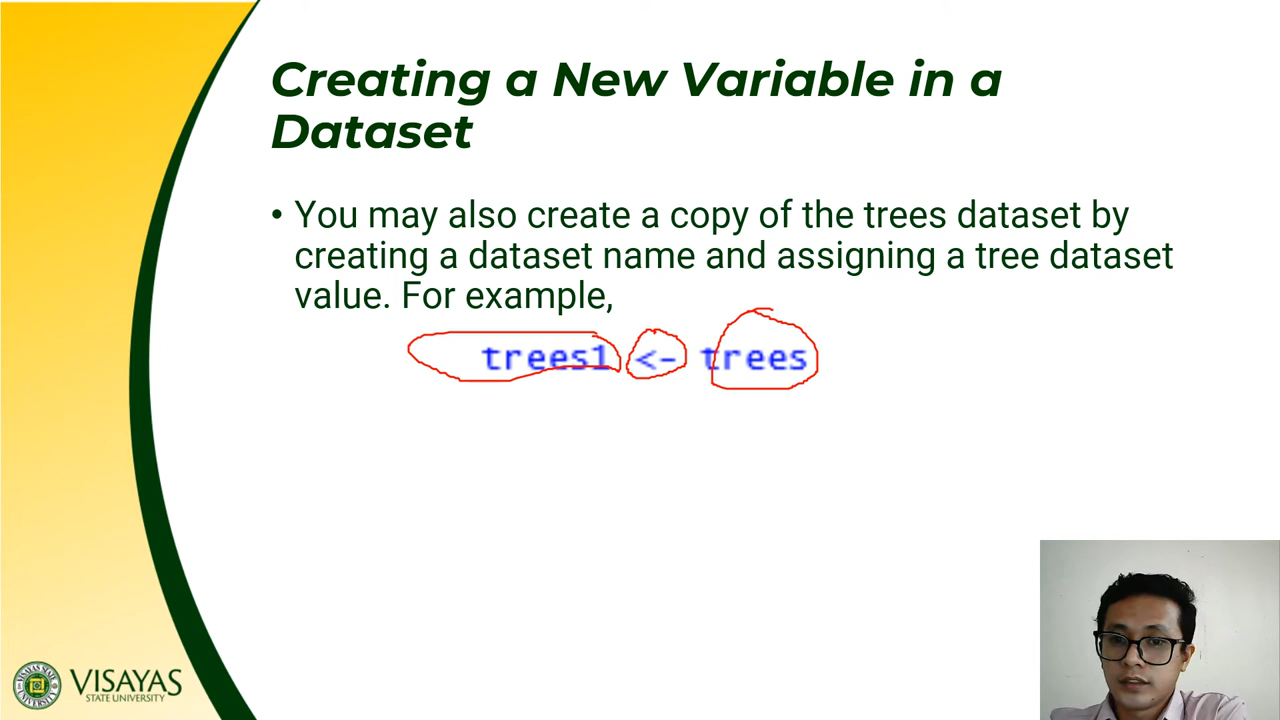 Creating a New Variable in a
Dataset
• You may also create a copy of the trees dataset by
creating a dataset name and assigning a tree dataset
value. For example,
trees1 <- trees
VISAYAS
STATE UNIVERSITY